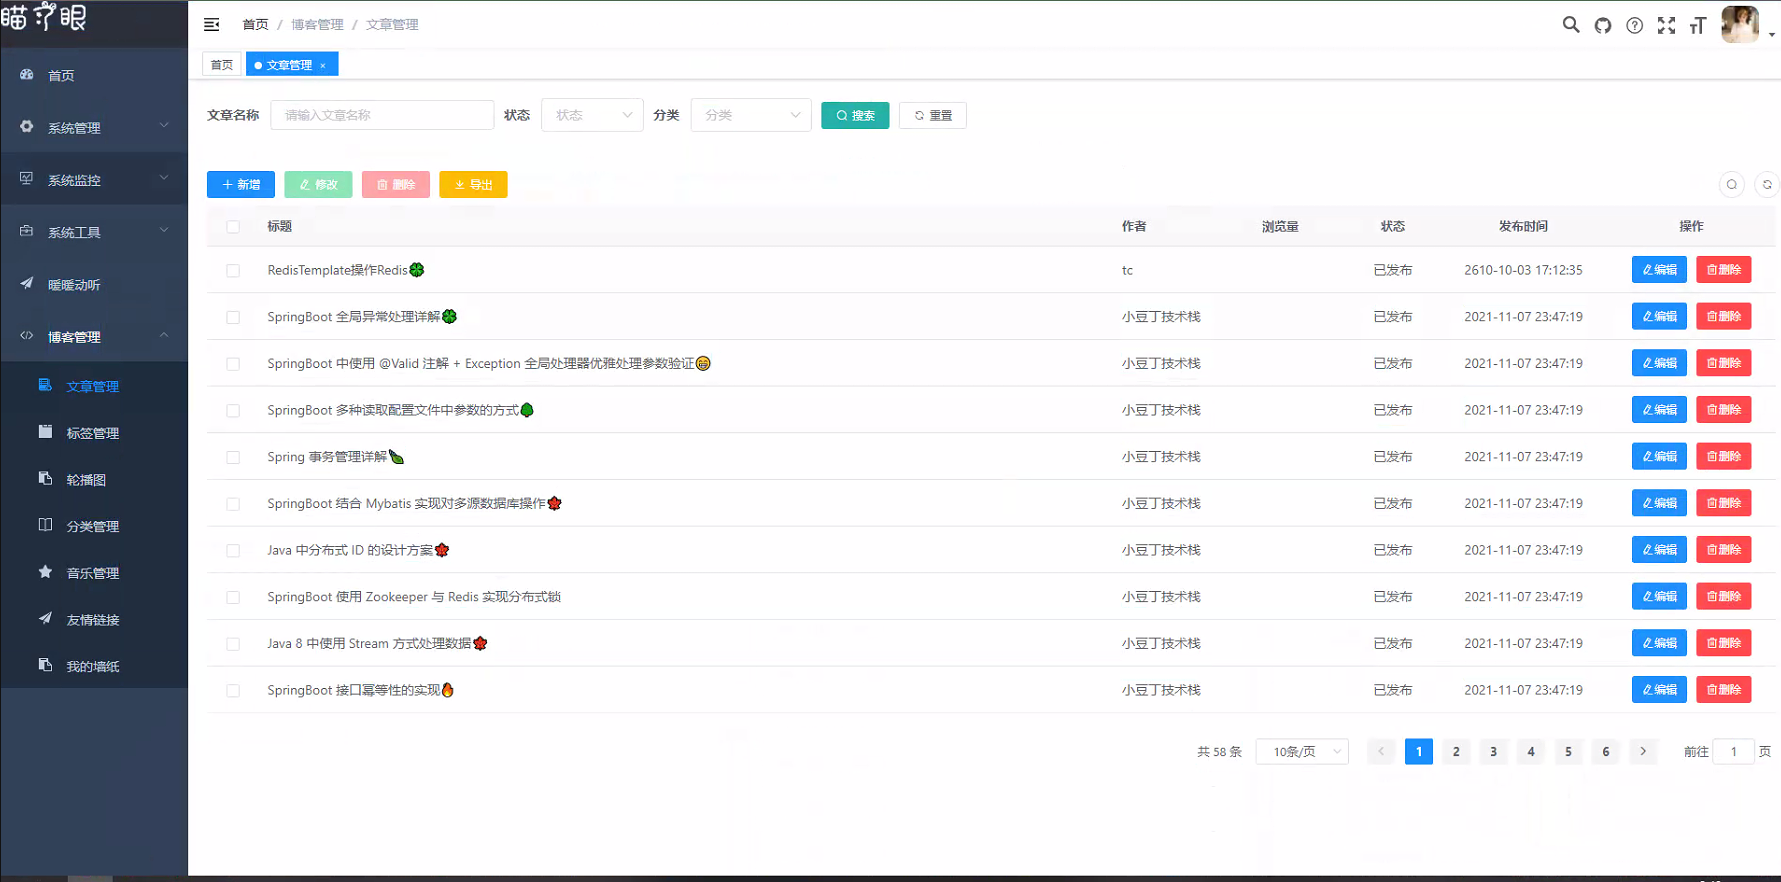 瞄守眼
首页 / 博客管理 / 文章管理
首页
系统管理
系统监控
系统工具
暖暖动听
博客管理
文章管理
标签管理
轮播图
分类管理
音乐管理
友情链接
我的墙纸
首页 文章管理 ×
文章名称 请输入文章名称 状态 状态 分类 分类 搜索 重置
新增 修改 删除 导出
标题 作者 浏览量 状态 发布时间 操作
RedisTemplate操作Redis🍀 tc 已发布 2610-10-03 17:12:35 编辑 删除
SpringBoot 全局异常处理详解🍀 小豆丁技术栈 已发布 2021-11-07 23:47:19 编辑 删除
SpringBoot 中使用 @Valid 注解 + Exception 全局处理器优雅处理参数验证😁 小豆丁技术栈 已发布 2021-11-07 23:47:19 编辑 删除
SpringBoot 多种读取配置文件中参数的方式🌳 小豆丁技术栈 已发布 2021-11-07 23:47:19 编辑 删除
Spring 事务管理详解🍃 小豆丁技术栈 已发布 2021-11-07 23:47:19 编辑 删除
SpringBoot 结合 Mybatis 实现对多源数据库操作🍁 小豆丁技术栈 已发布 2021-11-07 23:47:19 编辑 删除
Java 中分布式 ID 的设计方案🍁 小豆丁技术栈 已发布 2021-11-07 23:47:19 编辑 删除
SpringBoot 使用 Zookeeper 与 Redis 实现分布式锁 小豆丁技术栈 已发布 2021-11-07 23:47:19 编辑 删除
Java 8 中使用 Stream 方式处理数据🍁 小豆丁技术栈 已发布 2021-11-07 23:47:19 编辑 删除
SpringBoot 接口幂等性的实现🔥 小豆丁技术栈 已发布 2021-11-07 23:47:19 编辑 删除
共 58 条 10条/页 1 2 3 4 5 6 前往 1 页